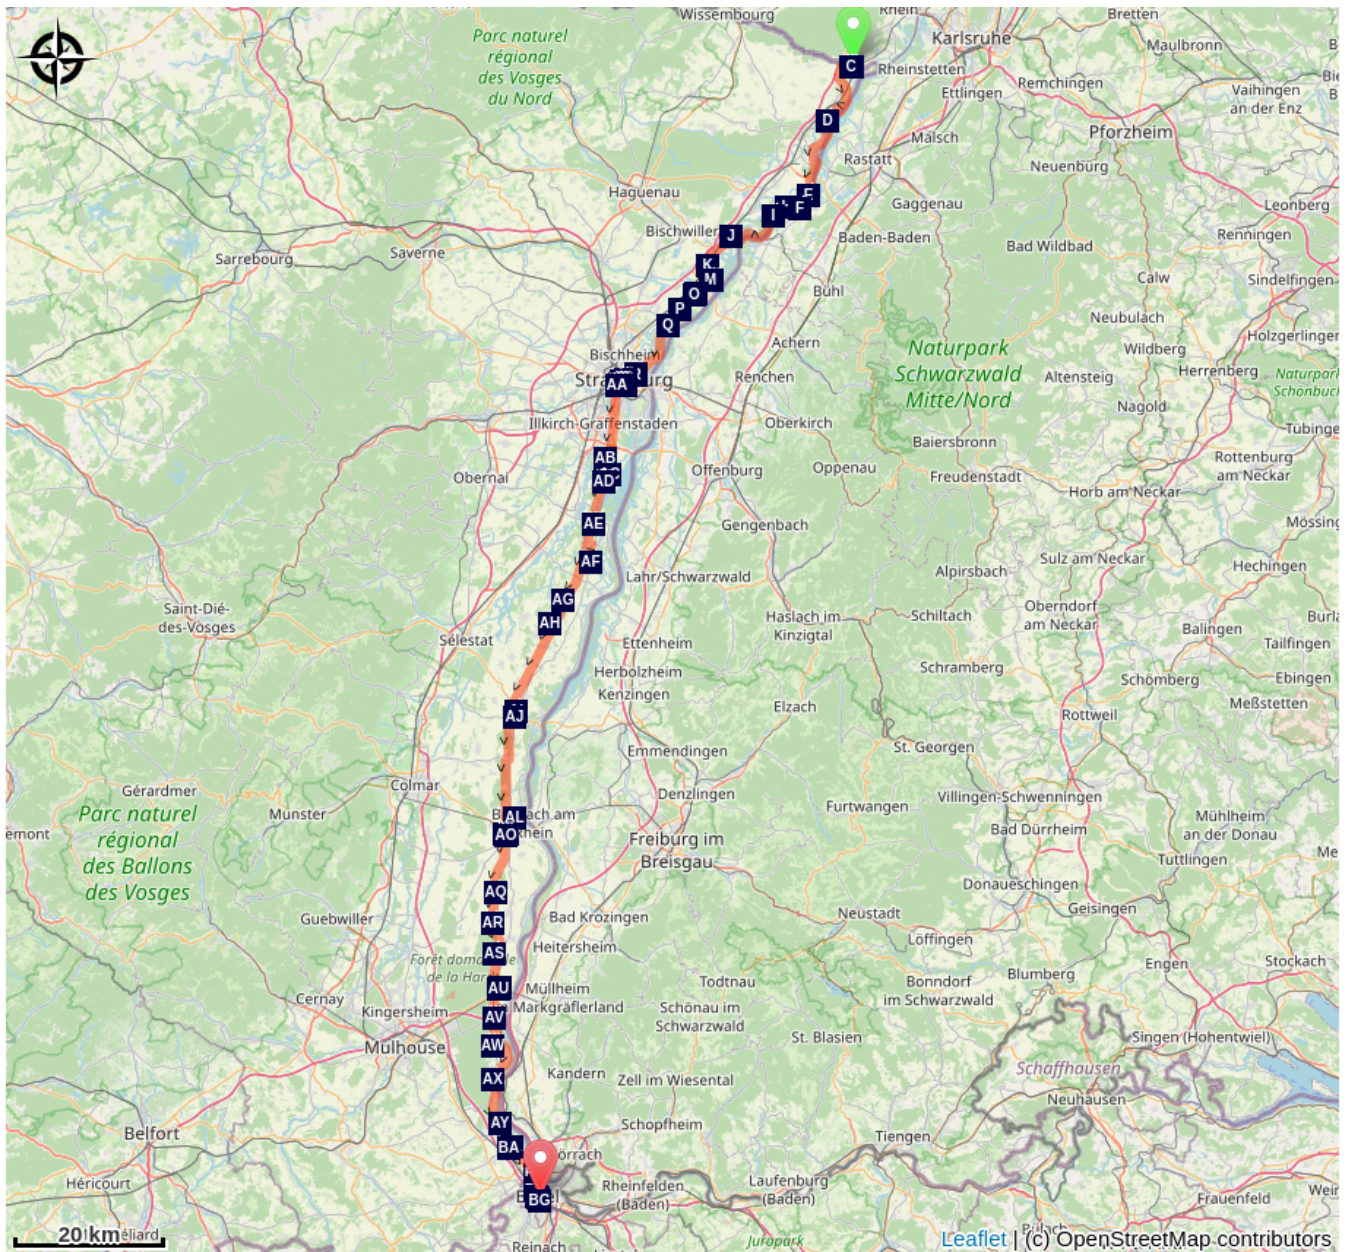 Wissembourg
Rhein
Bretten
Karlsruhe
Parc naturel
régional
des Vosges
du Nord
Maulbronn
C
Rheinstetten
Remchingen
Ettlingen
Vaihingen
an der Enz
D
Malsch
Pforzheim
Rastatt
Neuenburg
Haguenau
E
F
Gaggenau
Leonberg
I
Bischwiller
J
Baden-Baden
Bad Wildbad
Renningen
Saverne
Sarrebourg
K
M
Calw
Sindelfingen
O
Bühl
P
Neubulach
Q
Holzgerlingen
Achern
Bischheim
Naturpark
Schwarzwald
Mitte/Nord
Wildberg
R
Herrenberg
AA
Renchen
Altensteig
Naturpark
Nagold
Illkirch-Graffenstaden
Oberkirch
Baiersbronn
AB
Rottenburg
am Neckar
Obernai
AD
Offenburg
Oppenau
Freudenstadt
Horb am Neckar
AE
Gengenbach
Mössing
AF
Sulz am Neckar
Hechingen
Lahr/Schwarzwald
Alpirsbach
AG
Saint-Dié-
des-Vosges
Haslach im
Kinzigtal
Schiltach
Oberndorf
am Neckar
AH
Balingen
Sélestat
Ettenheim
Tailfingen
Herbolzheim
Schramberg
Schömberg
Ebingen
Kenzingen
Elzach
Meßstetten
AJ
Rottweil
St. Georgen
Emmendingen
Gérardmer
Colmar
Denzlingen
Villingen-Schwenningen
Furtwangen
Parc naturel
régional
des Ballons
des Vosges
Munster
AL
AO
Bad Dürrheim
Mühlheim
an der Donau
Freiburg im
Breisgau
Tuttlingen
Donaueschingen
AQ
Geisingen
Guebwiller
AR
Bad Krozingen
Neustadt
Löffingen
Heitersheim
AS
Engen
Stockach
Blumberg
Todtnau
Bonndorf
im Schwarzwald
AU
Müllheim
Markgräflerland
Cernay
Kingersheim
AV
Schönau im
Schwarzwald
St. Blasien
Singen (Hohentwiel)
Mulhouse
AW
Schaffhausen
AX
Kandern
Zell im Wiesental
Neuhausen
AY
Schopfheim
Belfort
Tiengen
BA
Héricourt
Rheinfelden
(Baden)
Laufenburg
(Baden)
Frauenfeld
BG
20 km
Reinach
Jurapark
Leaflet | (c) OpenStreetMap contributors